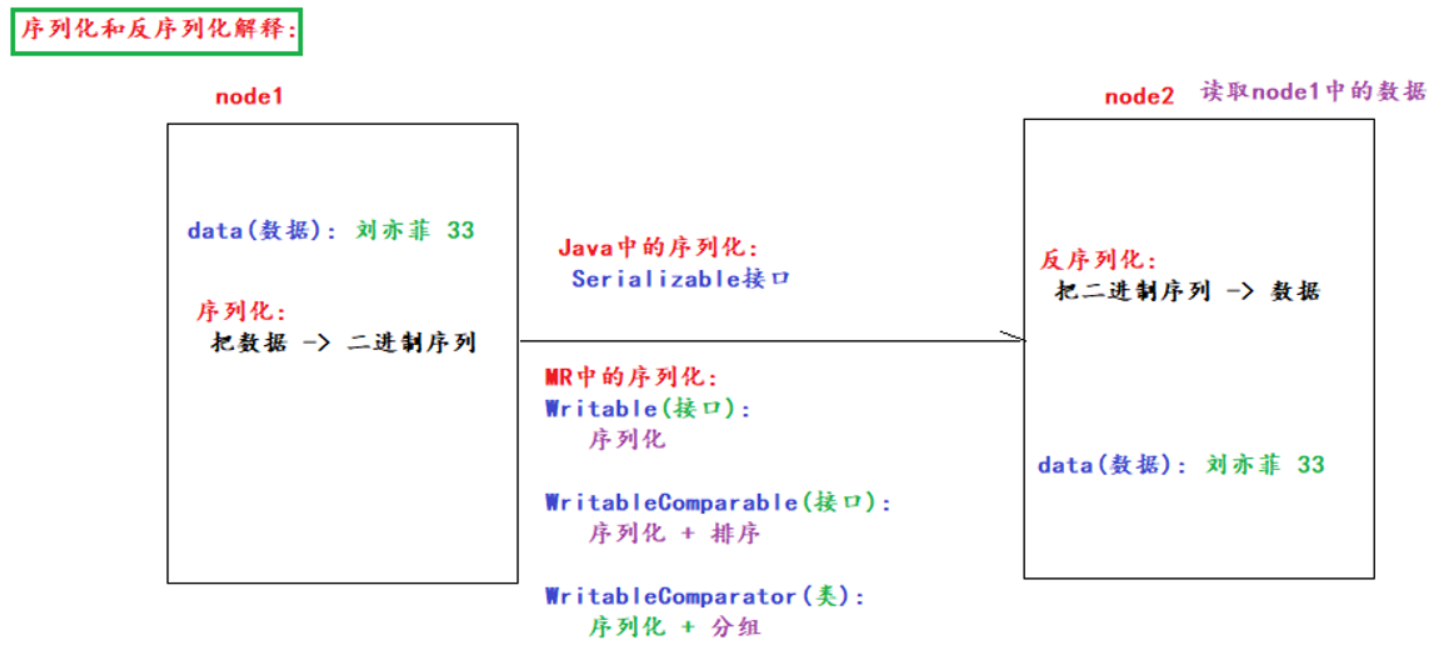 序列化和反序列化解释:
node1
data(数据): 刘亦菲 33
序列化:
把数据 -> 二进制序列
Java中的序列化:
Serializable接口
MR中的序列化:
Writable(接口):
序列化
WritableComparable(接口):
序列化 + 排序
WritableComparator(类):
序列化 + 分组
node2 读取node1中的数据
反序列化:
把二进制序列 -> 数据
data(数据): 刘亦菲 33